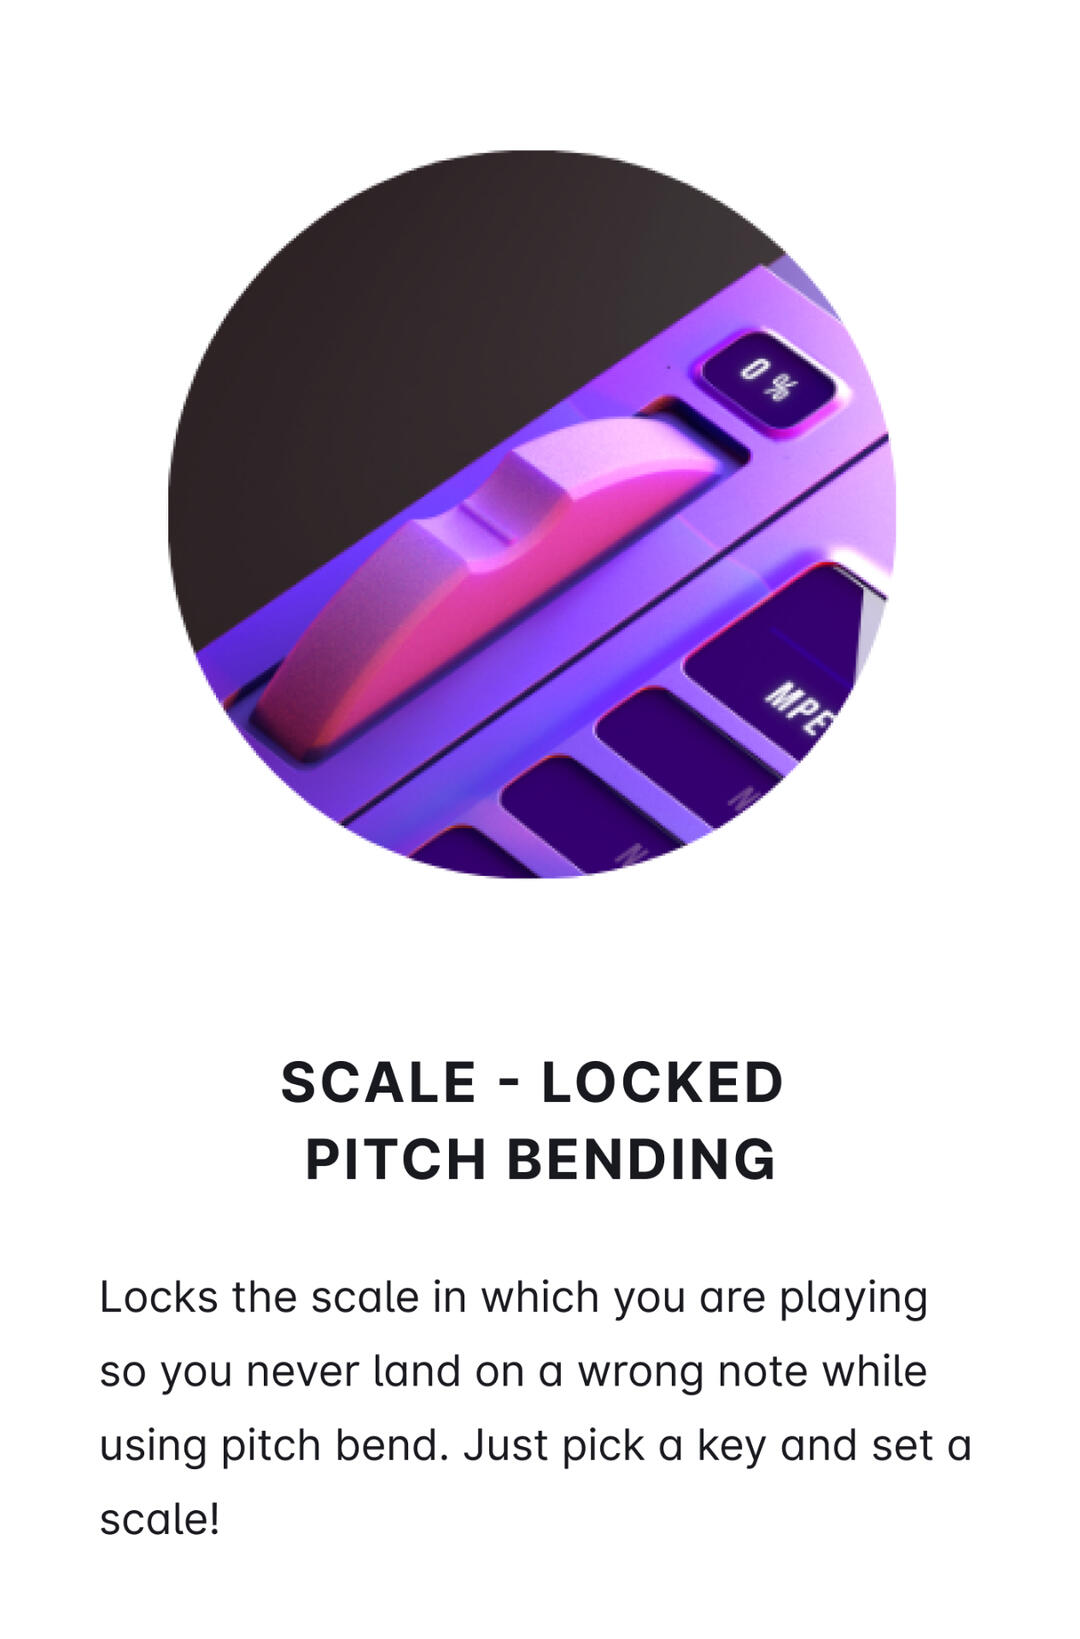 0 %
MPE
SCALE - LOCKED
PITCH BENDING
Locks the scale in which you are playing
so you never land on a wrong note while
using pitch bend. Just pick a key and set a
scale!